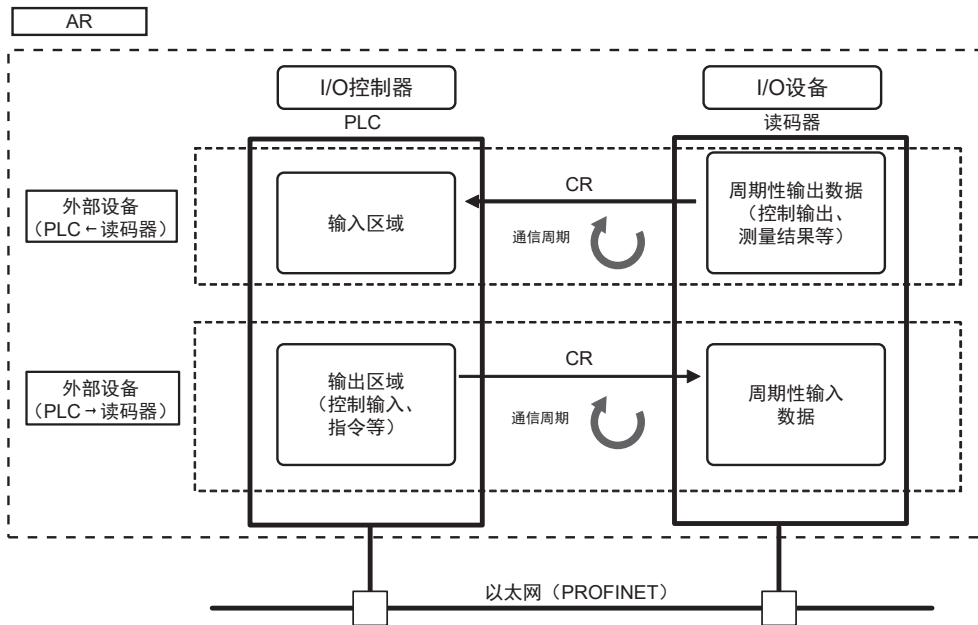 AR
I/O控制器
I/O设备
PLC
读码器
外部设备
（PLC←读码器）
输入区域
CR
通信周期
周期性输出数据
（控制输出、
测量结果等）
外部设备
（PLC→读码器）
输出区域
（控制输入、
指令等）
CR
通信周期
周期性输入
数据
以太网（PROFINET）